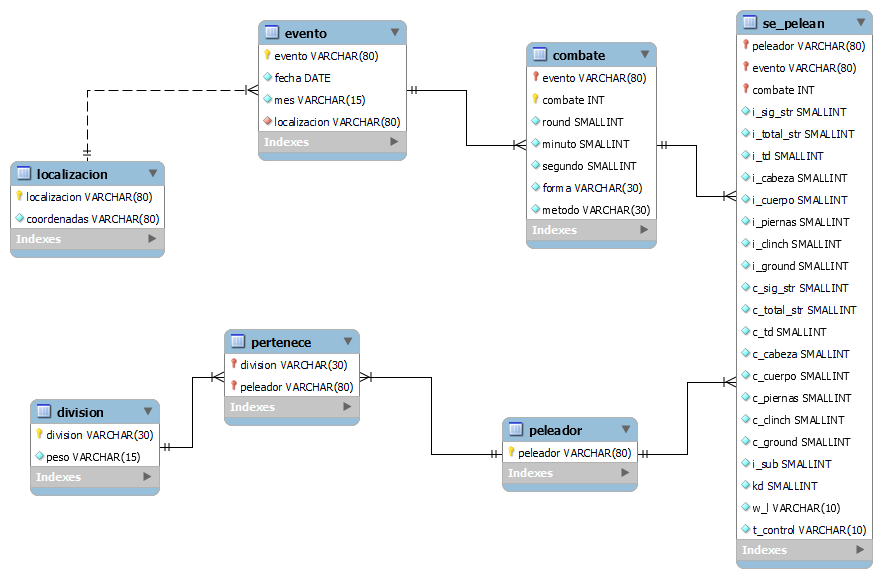 evento
evento VARCHAR(80)
fecha DATE
mes VARCHAR(15)
localizacion VARCHAR(80)
Indexes
combate
evento VARCHAR(80)
combate INT
round SMALLINT
minuto SMALLINT
segundo SMALLINT
forma VARCHAR(30)
metodo VARCHAR(30)
Indexes
se_pelean
peleador VARCHAR(80)
evento VARCHAR(80)
combate INT
i_sig_str SMALLINT
i_total_str SMALLINT
i_td SMALLINT
i_cabeza SMALLINT
i_cuerpo SMALLINT
i_piernas SMALLINT
i_clinch SMALLINT
i_ground SMALLINT
c_sig_str SMALLINT
c_total_str SMALLINT
c_td SMALLINT
c_cabeza SMALLINT
c_cuerpo SMALLINT
c_piernas SMALLINT
c_clinch SMALLINT
c_ground SMALLINT
i_sub SMALLINT
kd SMALLINT
w_l VARCHAR(10)
t_control VARCHAR(10)
Indexes
localizacion
localizacion VARCHAR(80)
coordenadas VARCHAR(80)
Indexes
pertenece
division VARCHAR(30)
peleador VARCHAR(80)
Indexes
division
division VARCHAR(30)
peso VARCHAR(15)
Indexes
peleador
peleador VARCHAR(80)
Indexes